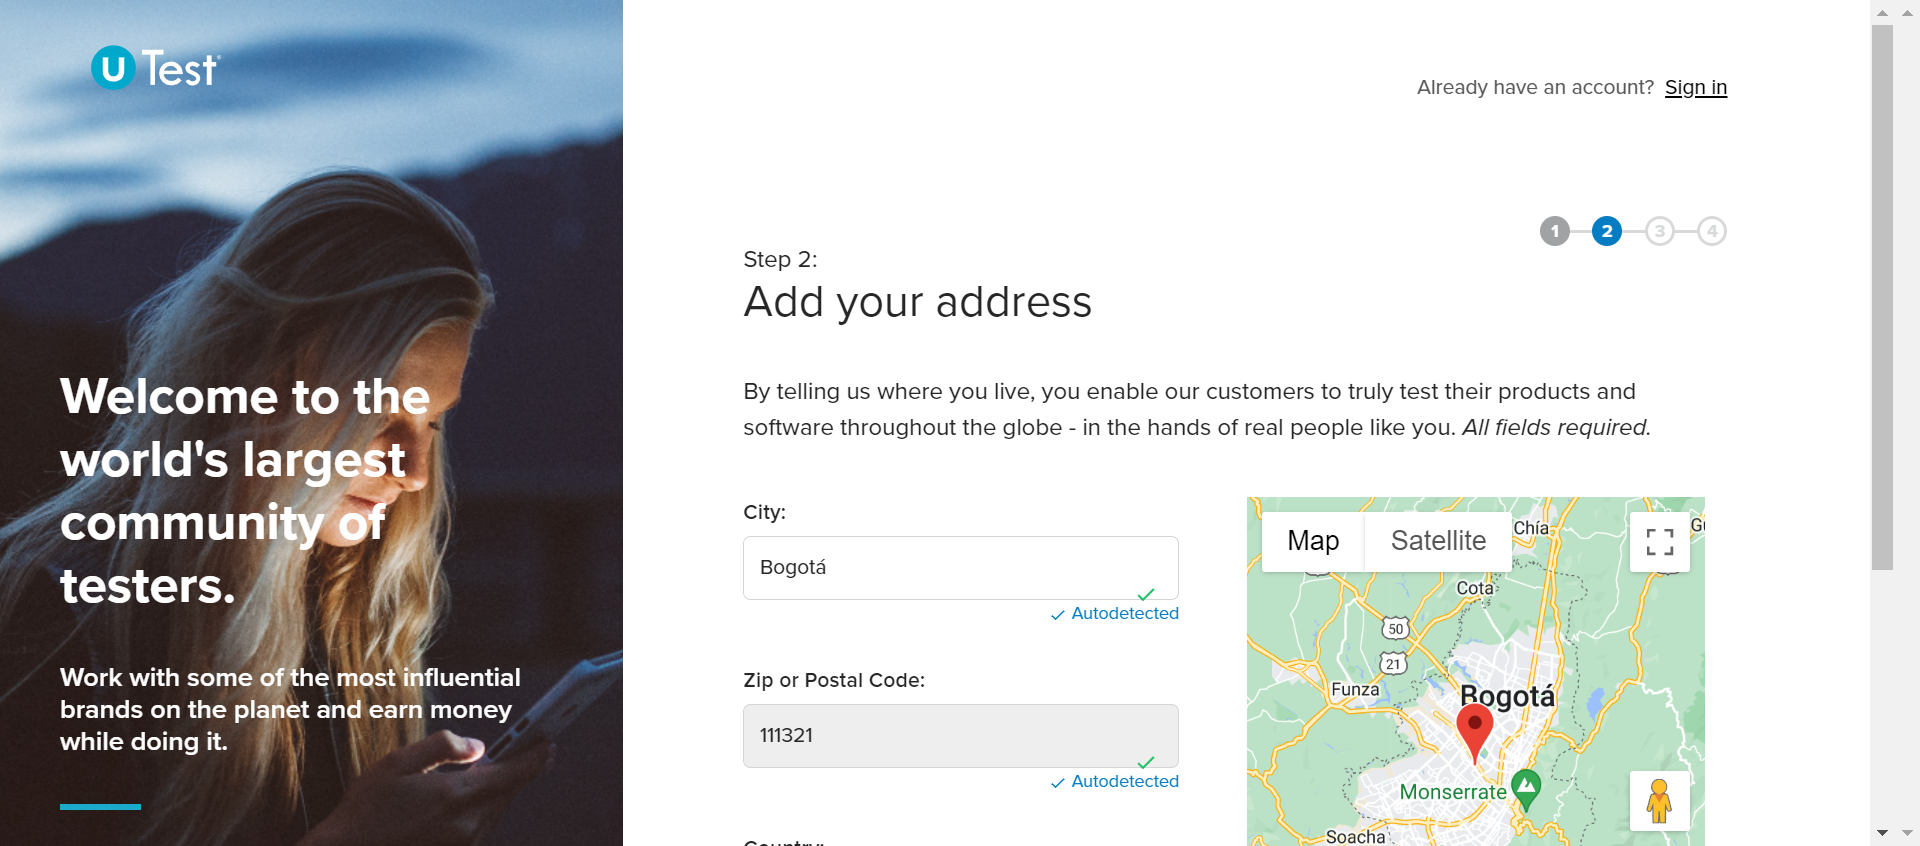 u Test
Welcome to the
world's largest
community of
testers.
Work with some of the most influential
brands on the planet and earn money
while doing it.
Already have an account? Sign in
1 2 3 4
Step 2:
Add your address
By telling us where you live, you enable our customers to truly test their products and
software throughout the globe - in the hands of real people like you. All fields required.
City:
Bogotá
Autodetected
Zip or Postal Code:
111321
Autodetected
Country:
Map Satellite
Chía
Cota
50
21
Funza
Bogotá
Monserrate
Soacha